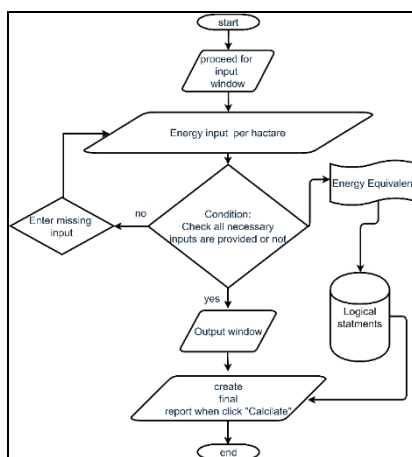 start
proceed for
input
window
Energy input per hactare
Condition:
Check all necessary
inputs are provided or not
no
Enter missing
input
Energy Equivalen
yes
Output window
Logical
statments
create
final
report when click "Calcilate"
end